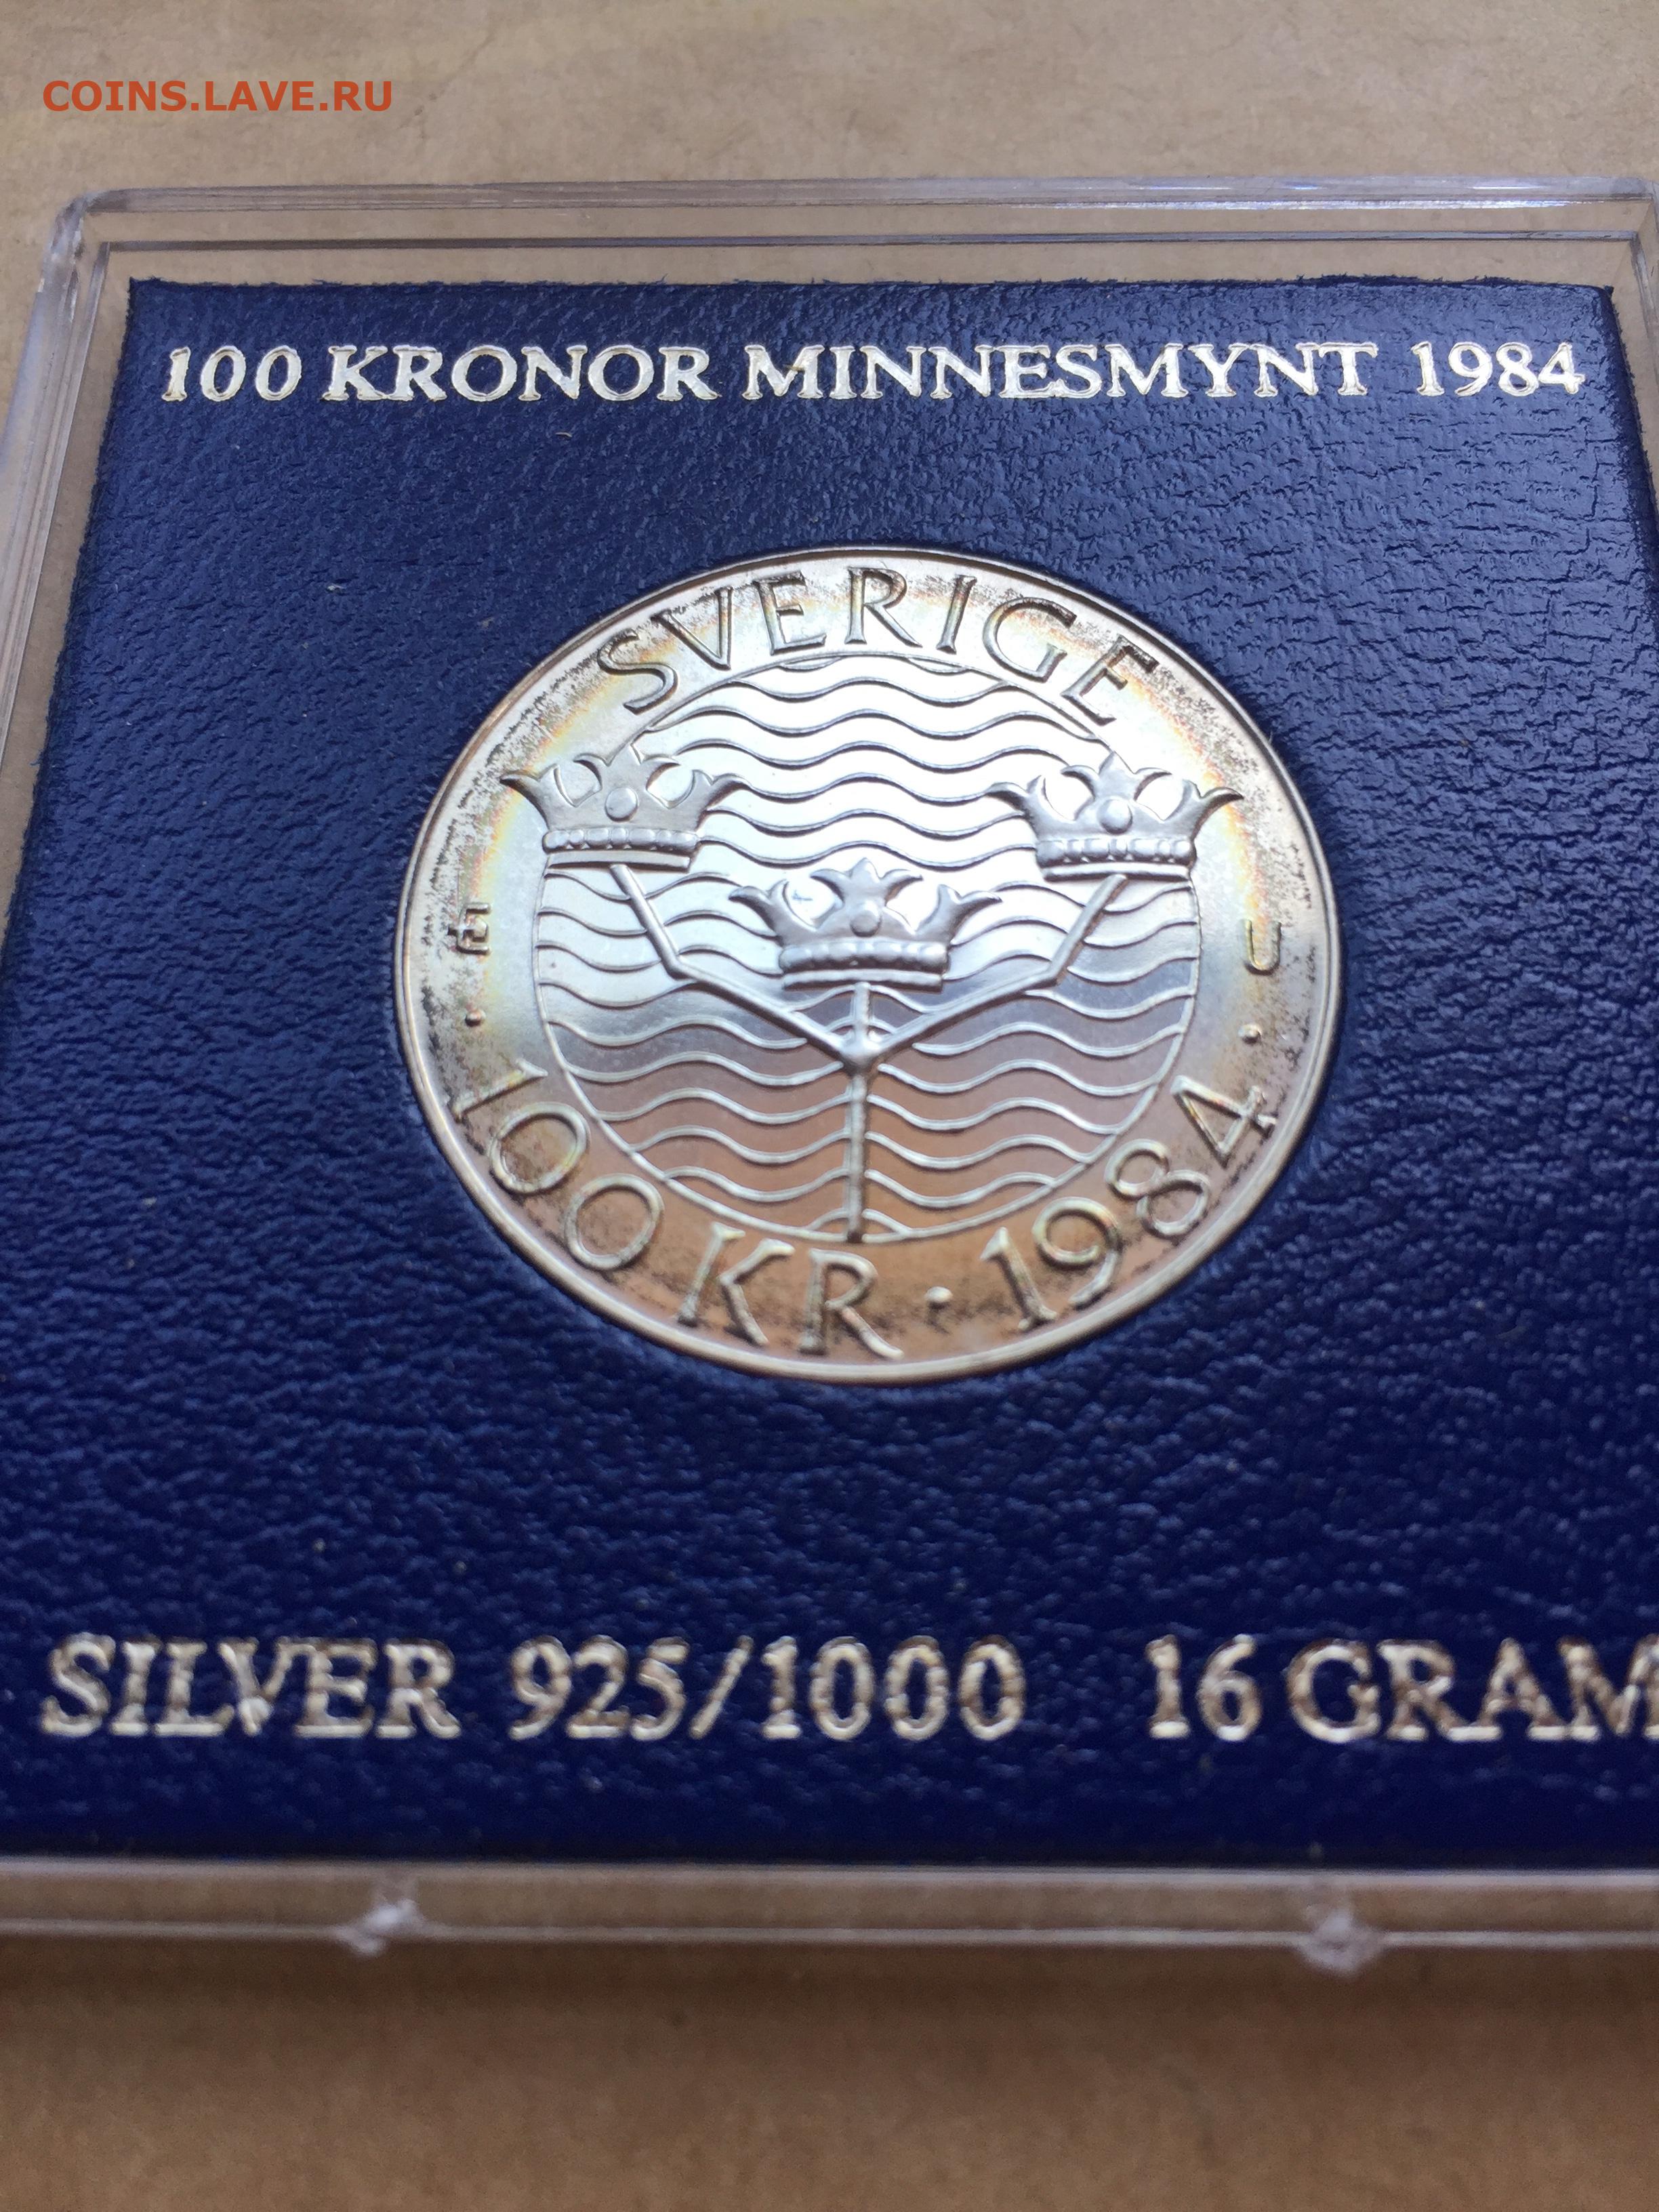 COINS.LAVE.RU
100 KRONOR MINNESMYNT 1984
SVERIGE
U
100 KR · 1984
SILVER 925/1000 16 GRAM